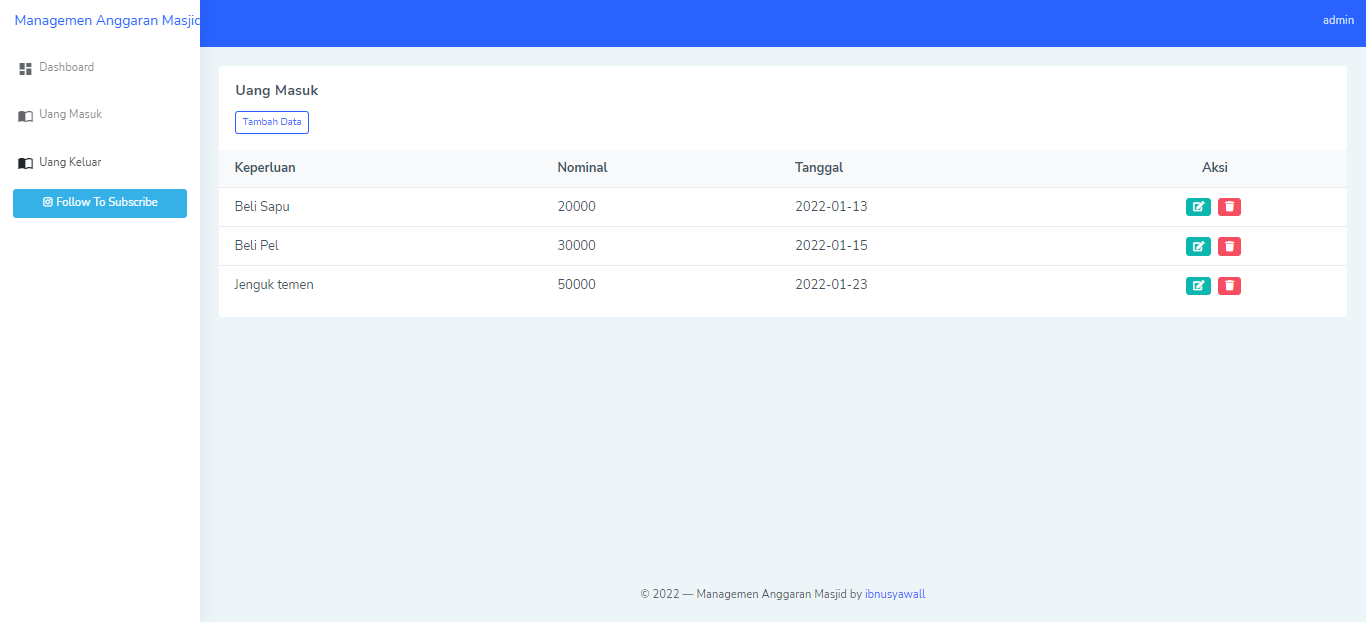 Managemen Anggaran Masjid
admin
Dashboard
Uang Masuk
Uang Keluar
Follow To Subscribe
Uang Masuk
Tambah Data
Keperluan Nominal Tanggal Aksi
Beli Sapu 20000 2022-01-13
Beli Pel 30000 2022-01-15
Jenguk temen 50000 2022-01-23
© 2022 — Managemen Anggaran Masjid by ibnusyawall